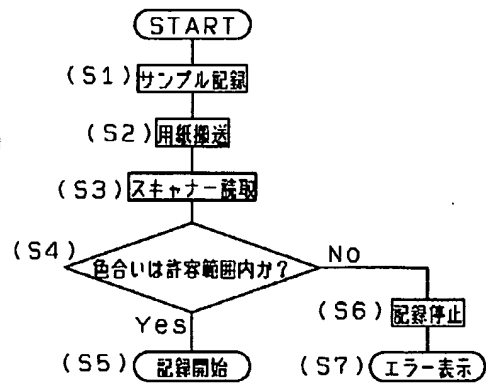 START
(S1) サンプル記録
(S2) 用紙搬送
(S3) スキャナー読取
(S4) 色合いは許容範囲内か?
No
Yes
(S6) 記録停止
(S5) 記録開始
(S7) エラー表示